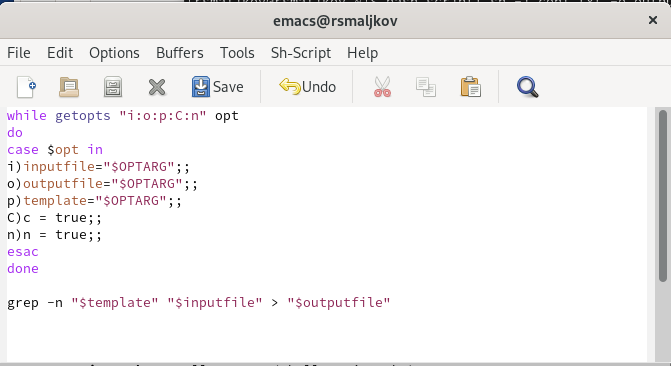 emacs@rsmaljkov
File Edit Options Buffers Tools Sh-Script Help
Save Undo
while getopts "i:o:p:C:n" opt
do
case $opt in
i)inputfile="$OPTARG";;
o)outputfile="$OPTARG";;
p)template="$OPTARG";;
C)c = true;;
n)n = true;;
esac
done
grep -n "$template" "$inputfile" > "$outputfile"